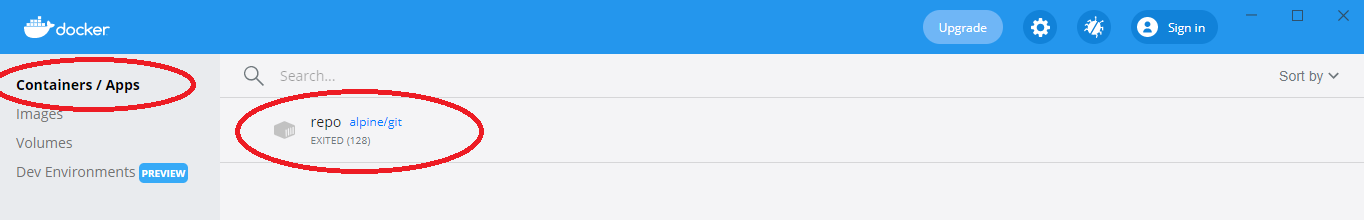 docker
Upgrade
Sign in
Containers / Apps
Images
Volumes
Dev Environments PREVIEW
Search...
Sort by
repo alpine/git
EXITED (128)